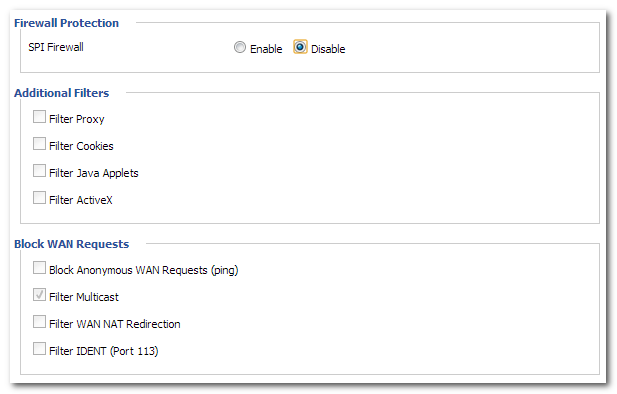 Firewall Protection
SPI Firewall Enable Disable
Additional Filters
Filter Proxy
Filter Cookies
Filter Java Applets
Filter ActiveX
Block WAN Requests
Block Anonymous WAN Requests (ping)
Filter Multicast
Filter WAN NAT Redirection
Filter IDENT (Port 113)